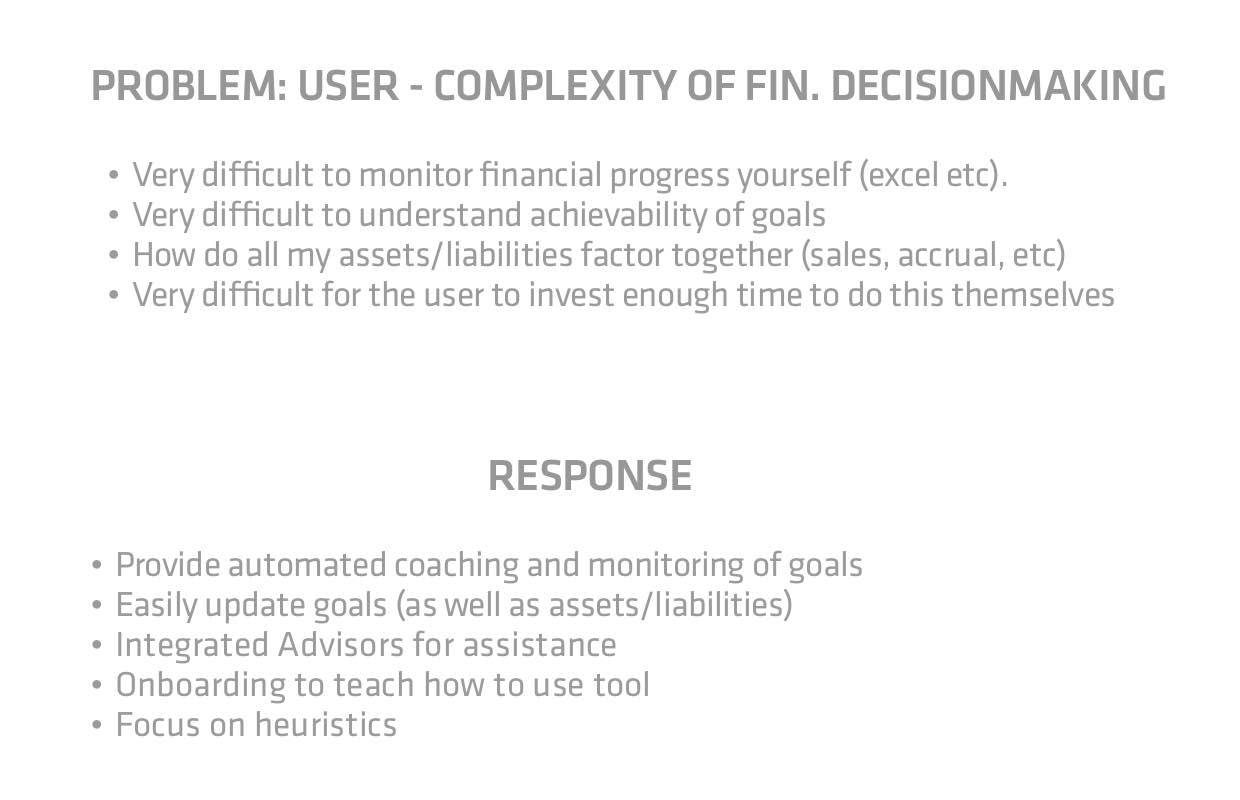 PROBLEM: USER - COMPLEXITY OF FIN. DECISIONMAKING
• Very difficult to monitor financial progress yourself (excel etc).
• Very difficult to understand achievability of goals
• How do all my assets/liabilities factor together (sales, accrual, etc)
• Very difficult for the user to invest enough time to do this themselves
RESPONSE
• Provide automated coaching and monitoring of goals
• Easily update goals (as well as assets/liabilities)
• Integrated Advisors for assistance
• Onboarding to teach how to use tool
• Focus on heuristics